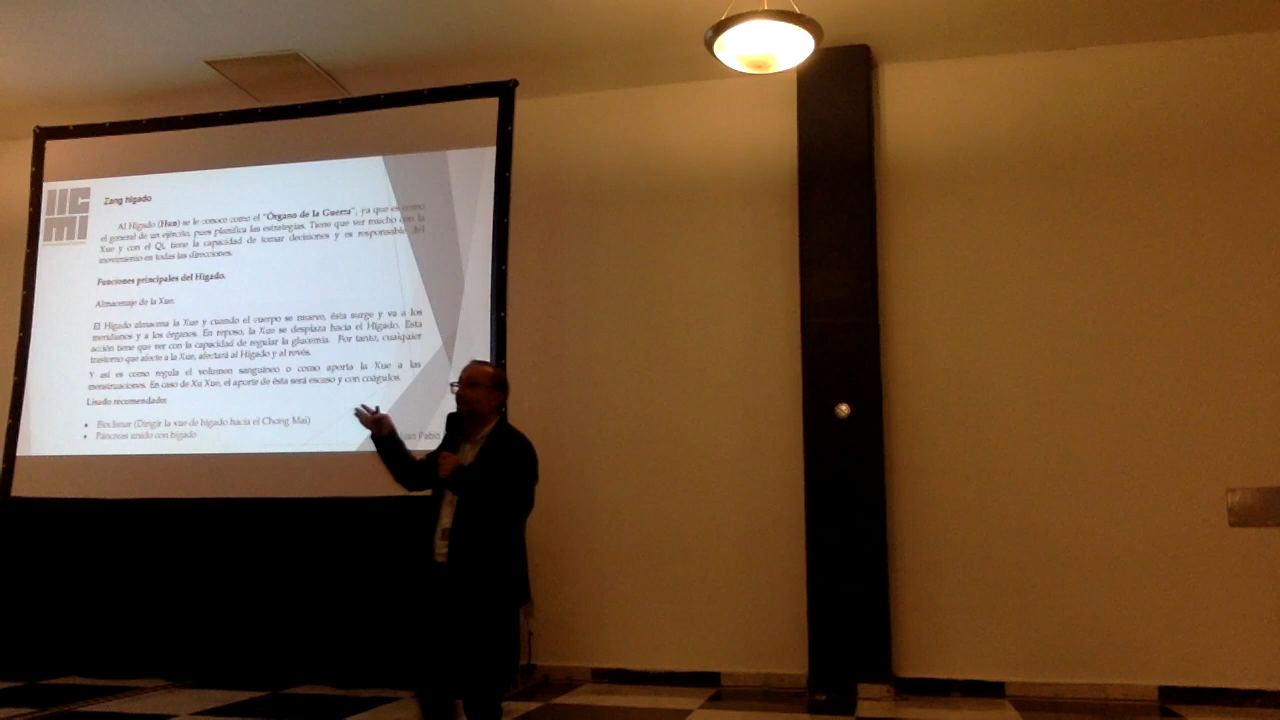 IIC
MI
Zang hígado
Al Hígado (Hun) se le conoce como el "Órgano de la Guerra", ya que es como
el general de un ejército, pues planifica las estrategias. Tiene que ver mucho con la
Xue y con el Qi, tiene la capacidad de tomar decisiones y es responsable del
movimiento en todas las direcciones.
Funciones principales del Hígado.
Almacenaje de la Xue.
El Hígado almacena la Xue y cuando el cuerpo se mueve, ésta surge y va a los
meridianos y a los órganos. En reposo, la Xue se desplaza hacia el Hígado. Esta
acción tiene que ver con la capacidad de regular la glucemia. Por tanto, cualquier
trastorno que afecte a la Xue, afectará al Hígado y al revés.
Y así es como regula el volumen sanguíneo o como aporta la Xue a las
menstruaciones. En caso de Xu Xue, el aporte de ésta será escaso y con coágulos.
Lisado recomendado:
• (Dirigir la xue de hígado hacia el Chong Mai)
• unido con hígado
Pablo